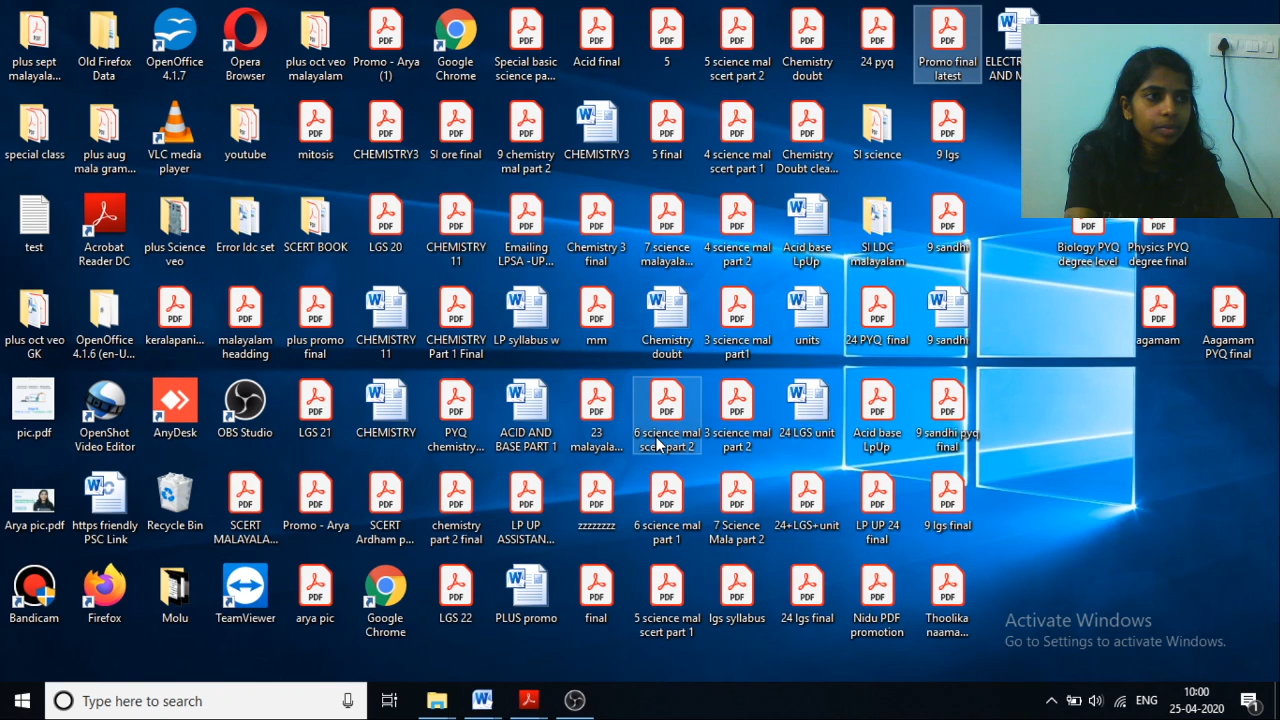 plus sept malayala...
Old Firefox Data
OpenOffice 4.1.7
Opera Browser
plus oct veo malayalam
Promo - Arya (1)
Google Chrome
Special basic science pa...
Acid final
5
5 science mal scert part 2
Chemistry doubt
24 pyq
Promo final latest
special class
plus aug mala gram...
VLC media player
youtube
mitosis
CHEMISTRY3
SI ore final
9 chemistry mal part 2
CHEMISTRY3
5 final
4 science mal scert part 1
Chemistry Doubt clea...
SI science
9 lgs
test
Acrobat Reader DC
plus Science veo
Error ldc set
SCERT BOOK
LGS 20
CHEMISTRY 11
Emailing LPSA -UP...
Chemistry 3 final
7 science malayala...
4 science mal part 2
Acid base LpUp
SI LDC malayalam
9 sandhi
Biology PYQ degree level
Physics PYQ degree final
plus oct veo GK
OpenOffice 4.1.6 (en-U...
keralapani...
malayalam headding
plus promo final
CHEMISTRY 11
CHEMISTRY Part 1 Final
LP syllabus w
mm
Chemistry doubt
3 science mal part1
units
24 PYQ final
9 sandhi
agamam
Aagamam PYQ final
pic.pdf
OpenShot Video Editor
AnyDesk
OBS Studio
LGS 21
CHEMISTRY
PYQ chemistry...
ACID AND BASE PART 1
23 malayala...
6 science mal scert part 2
3 science mal part 2
24 LGS unit
Acid base LpUp
9 sandhi pyq final
Arya pic.pdf
https friendly PSC Link
Recycle Bin
SCERT MALAYALA...
Promo - Arya
SCERT Ardham p...
chemistry part 2 final
LP UP ASSISTAN...
zzzzzzzz
6 science mal part 1
7 Science Mala part 2
24+LGS+unit
LP UP 24 final
9 lgs final
Bandicam
Firefox
Molu
TeamViewer
arya pic
Google Chrome
LGS 22
PLUS promo
final
5 science mal scert part 1
lgs syllabus
24 lgs final
Nidu PDF promotion
Thoolika naama...
Activate Windows
Go to Settings to activate Windows.
Type here to search
ENG
10:00
25-04-2020